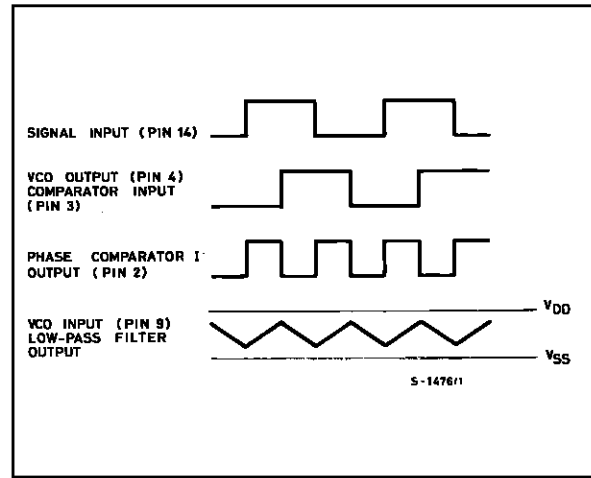 SIGNAL INPUT (PIN 14)
VCO OUTPUT (PIN 4)
COMPARATOR INPUT
(PIN 3)
PHASE COMPARATOR I
OUTPUT (PIN 2)
VDD
VCO INPUT (PIN 9)
LOW-PASS FILTER
OUTPUT
VSS
S-1476/1